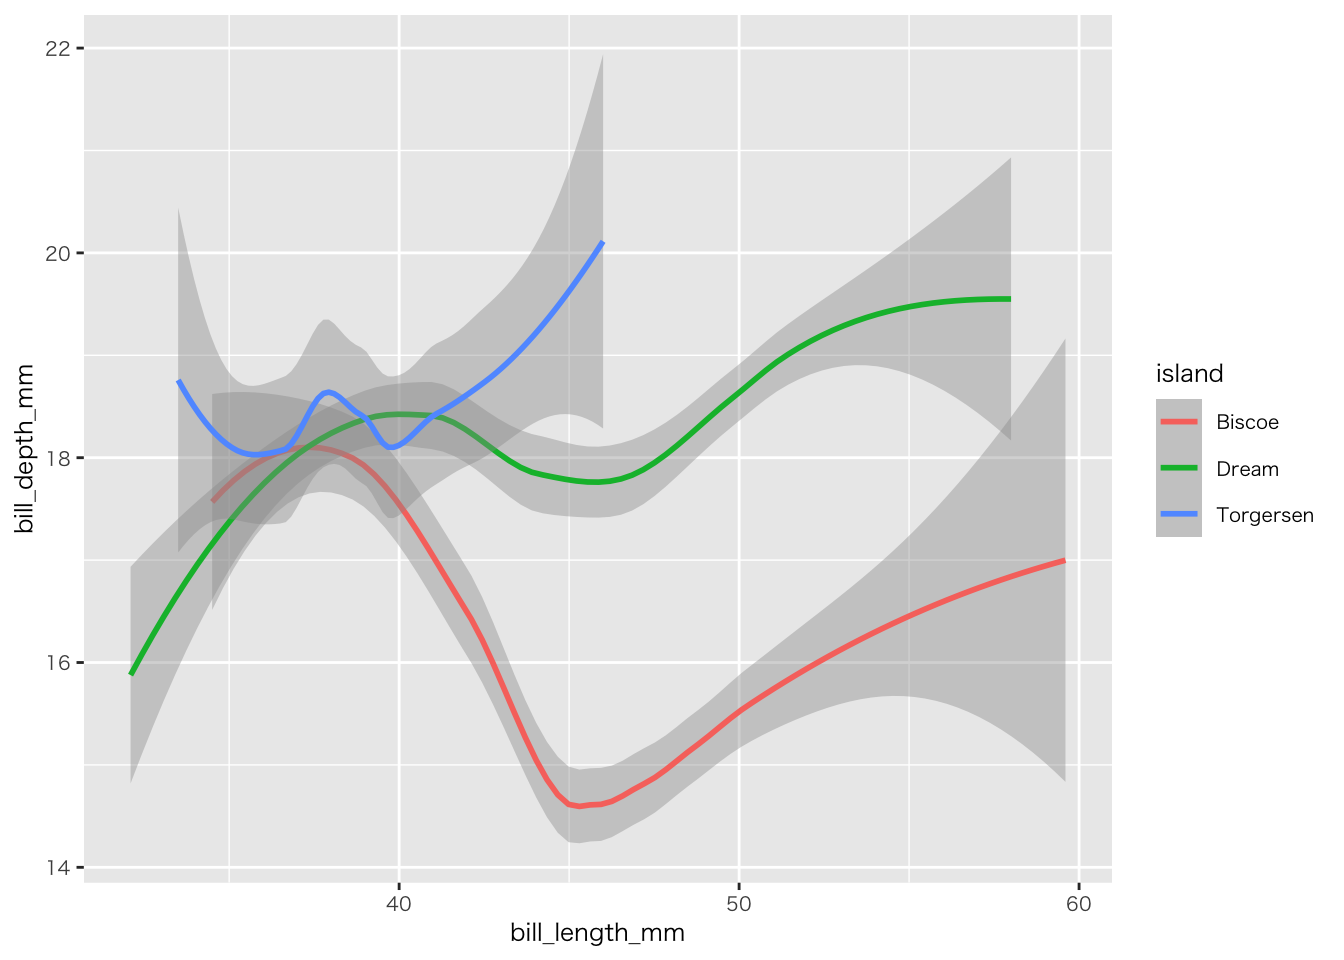 22
20
18
16
14
bill_depth_mm
40 50 60
bill_length_mm
island
Biscoe
Dream
Torgersen